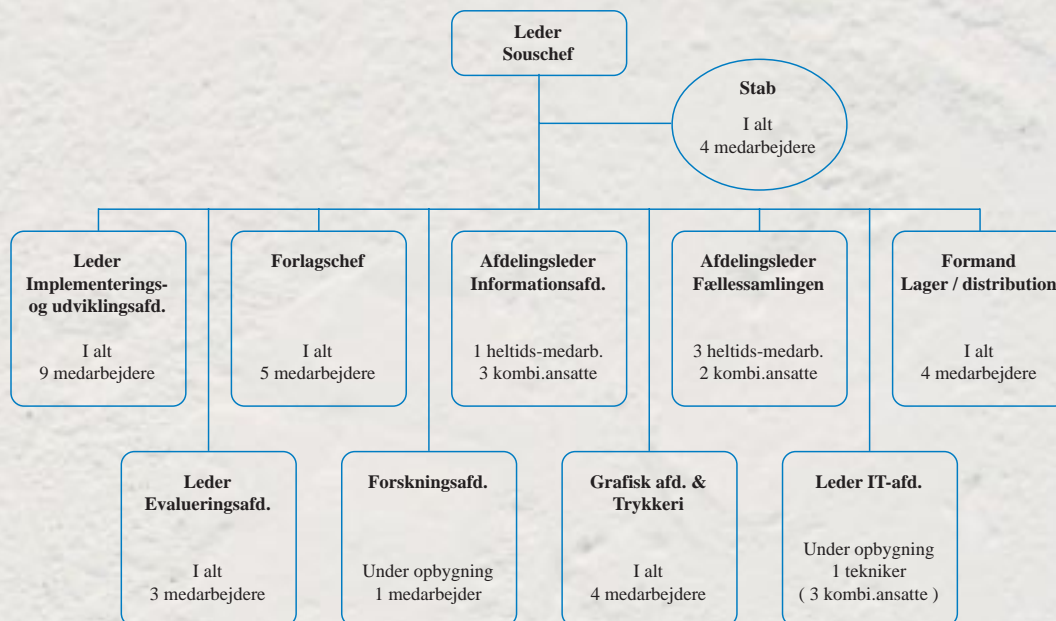 Leder
Souschef
Stab
I alt
4 medarbejdere
Leder
Implementerings-
og udviklingsafd.
I alt
9 medarbejdere
Forlagschef
I alt
5 medarbejdere
Afdelingsleder
Informationsafd.
1 heltids-medarb.
3 kombi.ansatte
Afdelingsleder
Fællessamlingen
3 heltids-medarb.
2 kombi.ansatte
Formand
Lager / distribution
I alt
4 medarbejdere
Leder
Evalueringsafd.
I alt
3 medarbejdere
Forskningsafd.
Under opbygning
1 medarbejder
Grafisk afd. &
Trykkeri
I alt
4 medarbejdere
Leder IT-afd.
Under opbygning
1 tekniker
( 3 kombi.ansatte )